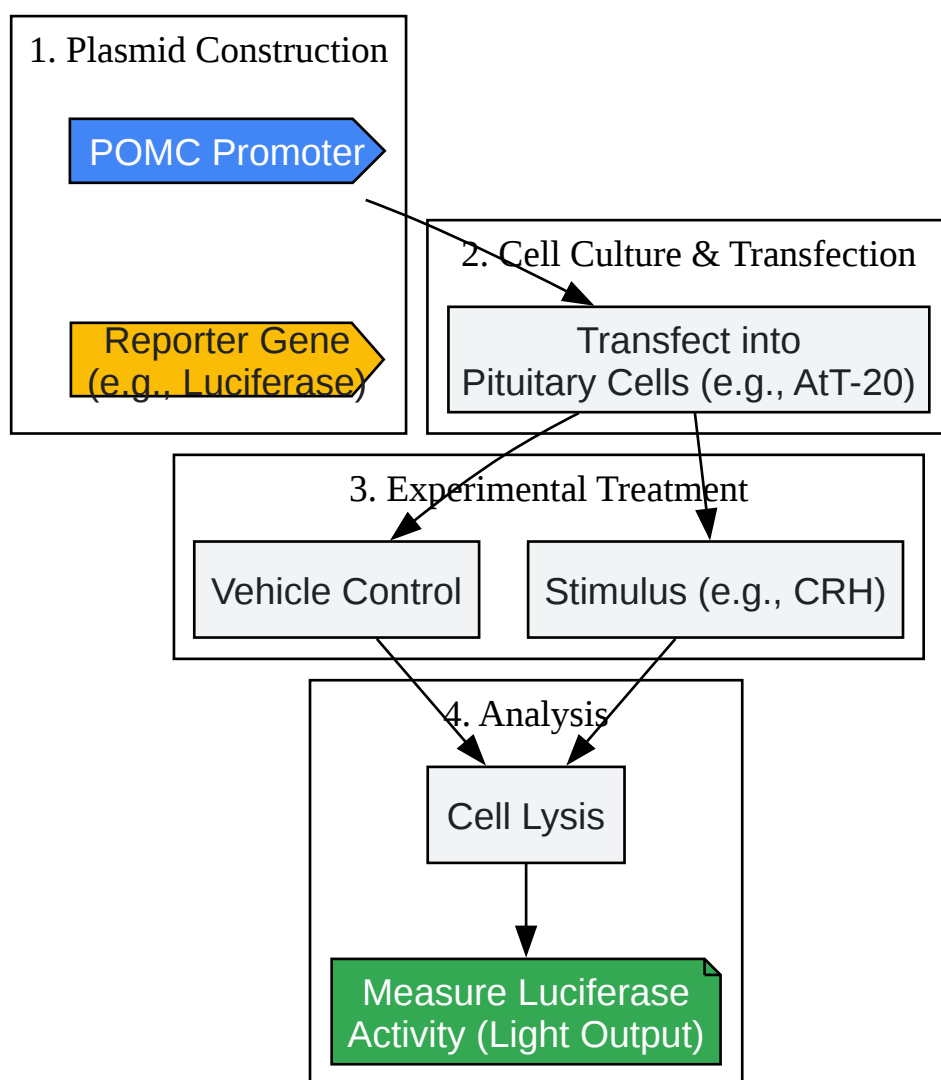 1. Plasmid Construction
POMC Promoter
Reporter Gene
(e.g., Luciferase)
2. Cell Culture & Transfection
Transfect into
Pituitary Cells (e.g., AtT-20)
3. Experimental Treatment
Vehicle Control
Stimulus (e.g., CRH)
4. Analysis
Cell Lysis
Measure Luciferase
Activity (Light Output)